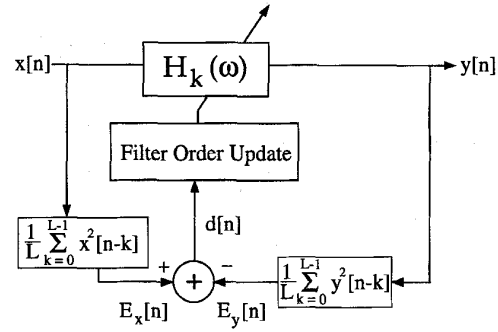 x[n]
H_k(ω)
y[n]
Filter Order Update
d[n]
1/L Σ_{k=0}^{L-1} x²[n-k]
+
+
−
1/L Σ_{k=0}^{L-1} y²[n-k]
E_x[n]
E_y[n]